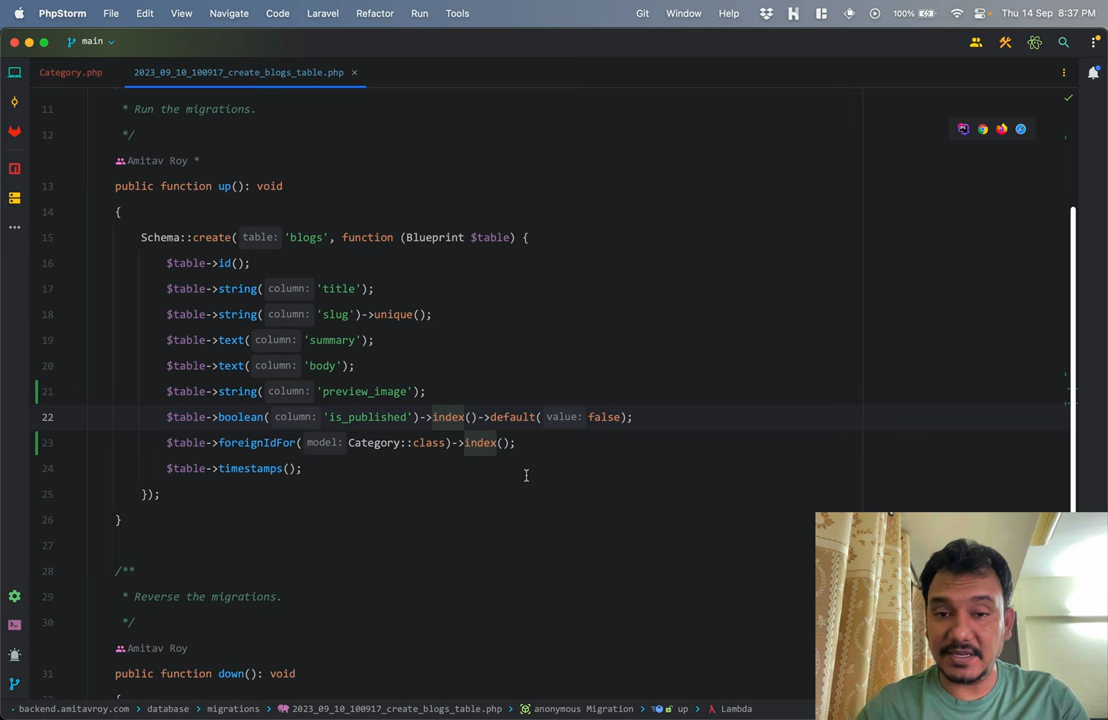 PhpStorm File Edit View Navigate Code Laravel Refactor Run Tools Git Window Help 100% Thu 14 Sep 8:37 PM
main
Category.php 2023_09_10_100917_create_blogs_table.php
11 * Run the migrations.
12 */
Amitav Roy *
13 public function up(): void
14 {
15 Schema::create( table: 'blogs', function (Blueprint $table) {
16 $table->id();
17 $table->string( column: 'title');
18 $table->string( column: 'slug')->unique();
19 $table->text( column: 'summary');
20 $table->text( column: 'body');
21 $table->string( column: 'preview_image');
22 $table->boolean( column: 'is_published')->index()->default( value: false);
23 $table->foreignIdFor( model: Category::class)->index();
24 $table->timestamps();
25 });
26 }
27
28 /**
29 * Reverse the migrations.
30 */
Amitav Roy
31 public function down(): void
backend.amitavroy.com database migrations 2023_09_10_100917_create_blogs_table.php anonymous Migration up Lambda